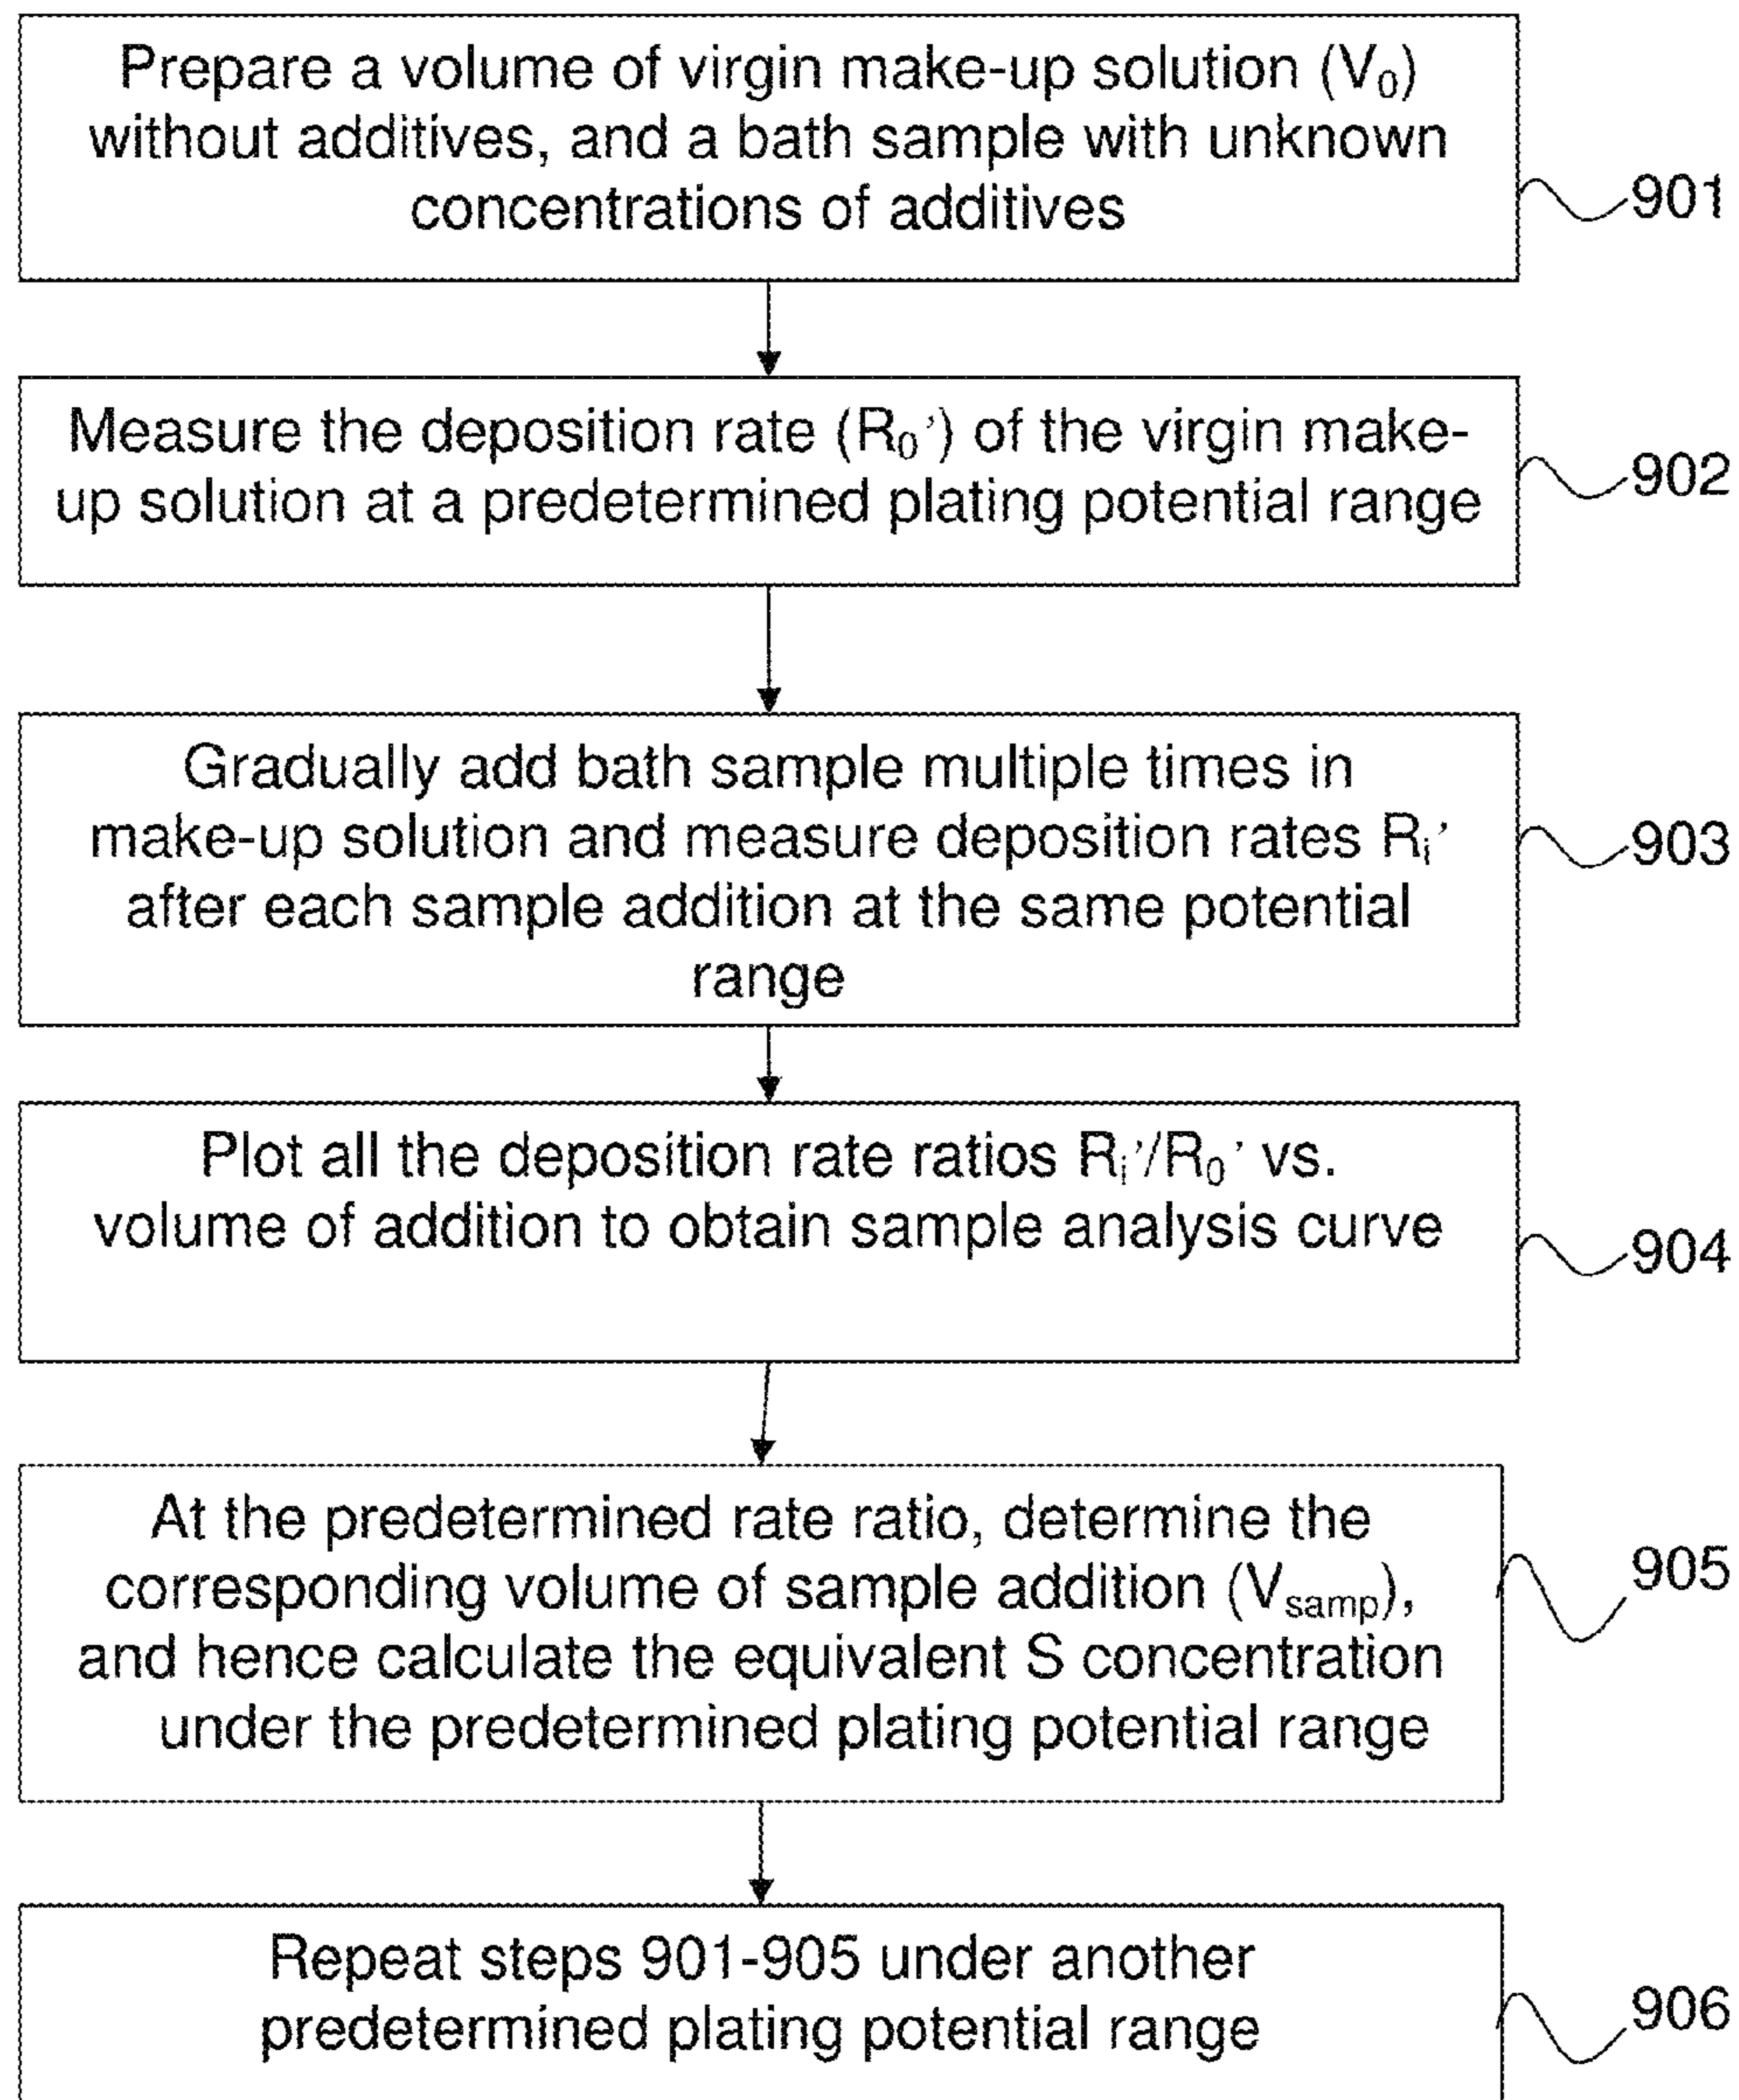 Prepare a volume of virgin make-up solution (V₀)
without additives, and a bath sample with unknown
concentrations of additives
901
Measure the deposition rate (R₀') of the virgin make-
up solution at a predetermined plating potential range
902
Gradually add bath sample multiple times in
make-up solution and measure deposition rates Rᵢ'
after each sample addition at the same potential
range
903
Plot all the deposition rate ratios Rᵢ'/R₀' vs.
volume of addition to obtain sample analysis curve
904
At the predetermined rate ratio, determine the
corresponding volume of sample addition (Vsamp),
and hence calculate the equivalent S concentration
under the predetermined plating potential range
905
Repeat steps 901-905 under another
predetermined plating potential range
906